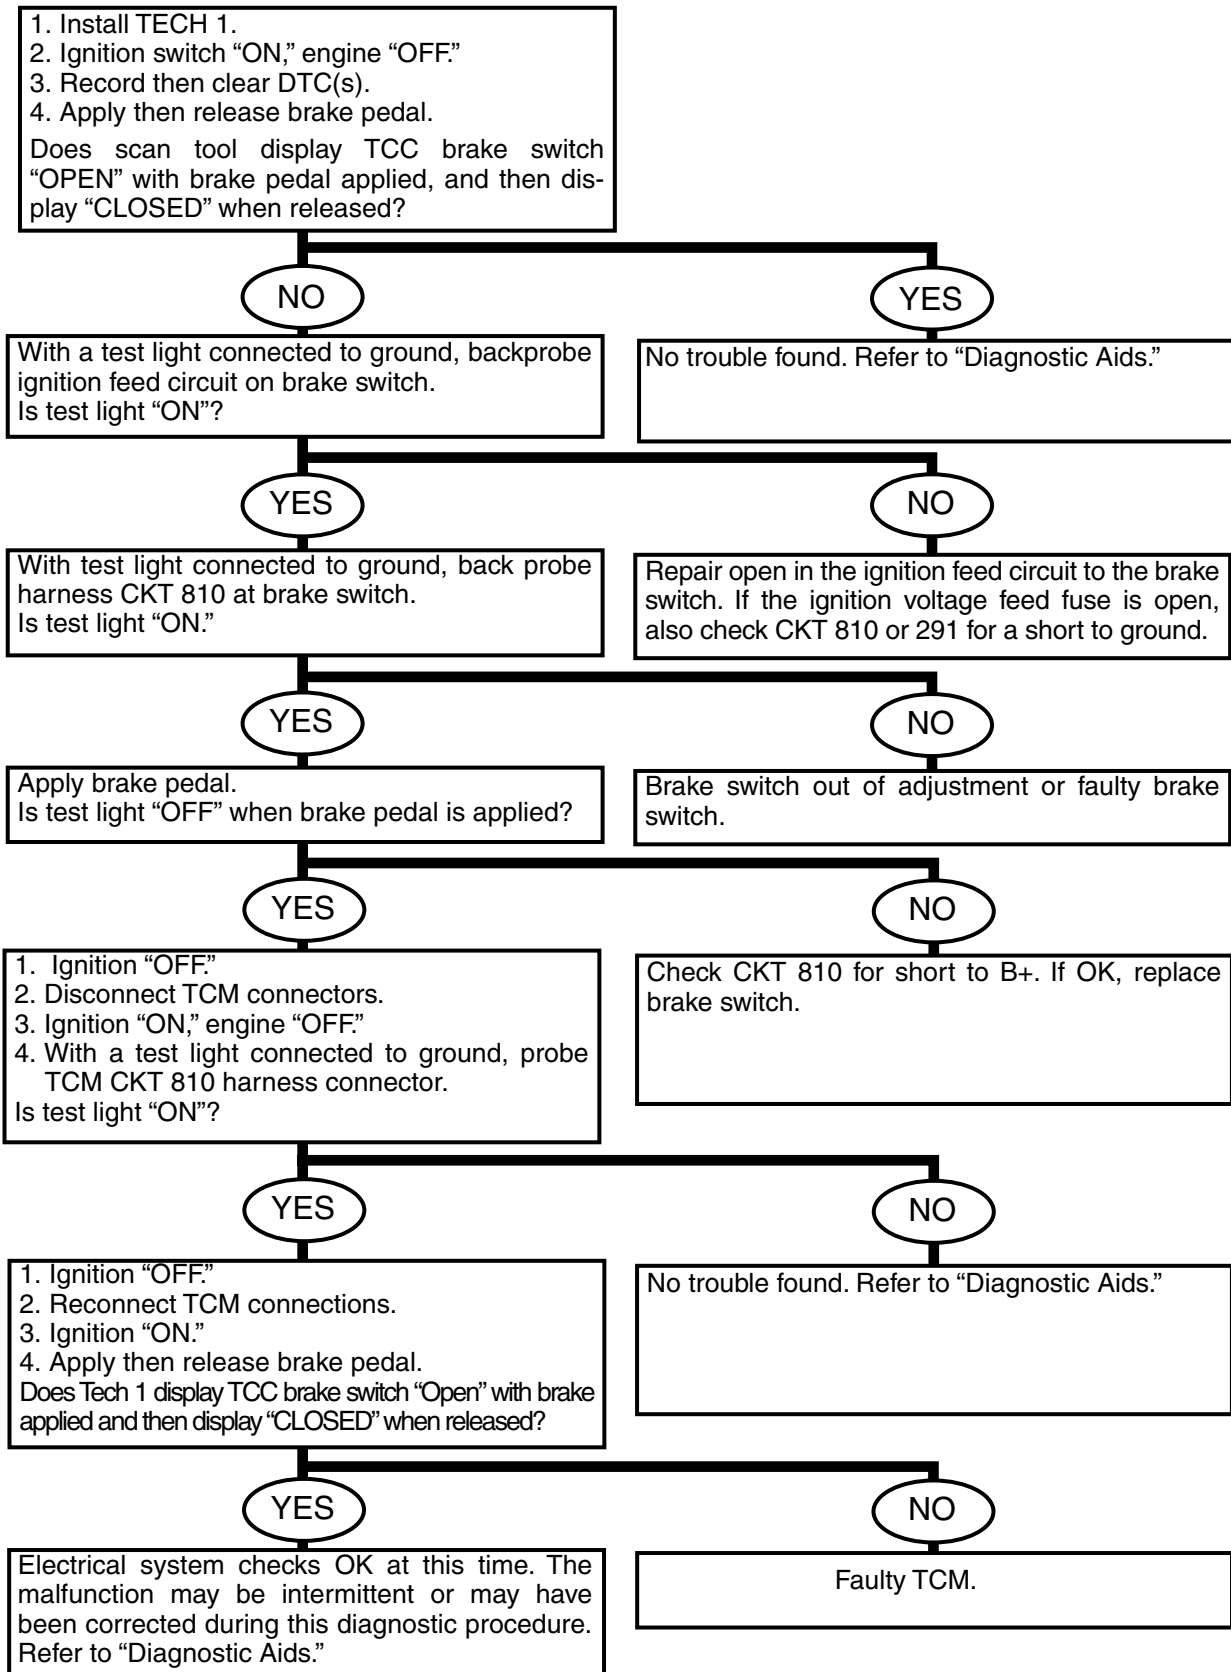 1. Install TECH 1.
2. Ignition switch “ON,” engine “OFF.”
3. Record then clear DTC(s).
4. Apply then release brake pedal.
Does scan tool display TCC brake switch
“OPEN” with brake pedal applied, and then dis-
play “CLOSED” when released?
NO
YES
With a test light connected to ground, backprobe
ignition feed circuit on brake switch.
Is test light “ON”?
No trouble found. Refer to “Diagnostic Aids.”
YES
NO
With test light connected to ground, back probe
harness CKT 810 at brake switch.
Is test light “ON.”
Repair open in the ignition feed circuit to the brake
switch. If the ignition voltage feed fuse is open,
also check CKT 810 or 291 for a short to ground.
YES
NO
Apply brake pedal.
Is test light “OFF” when brake pedal is applied?
Brake switch out of adjustment or faulty brake
switch.
YES
NO
1. Ignition “OFF.”
2. Disconnect TCM connectors.
3. Ignition “ON,” engine “OFF.”
4. With a test light connected to ground, probe
TCM CKT 810 harness connector.
Is test light “ON”?
Check CKT 810 for short to B+. If OK, replace
brake switch.
YES
NO
1. Ignition “OFF.”
2. Reconnect TCM connections.
3. Ignition “ON.”
4. Apply then release brake pedal.
Does Tech 1 display TCC brake switch “Open” with brake
applied and then display “CLOSED” when released?
No trouble found. Refer to “Diagnostic Aids.”
YES
NO
Electrical system checks OK at this time. The
malfunction may be intermittent or may have
been corrected during this diagnostic procedure.
Refer to “Diagnostic Aids.”
Faulty TCM.